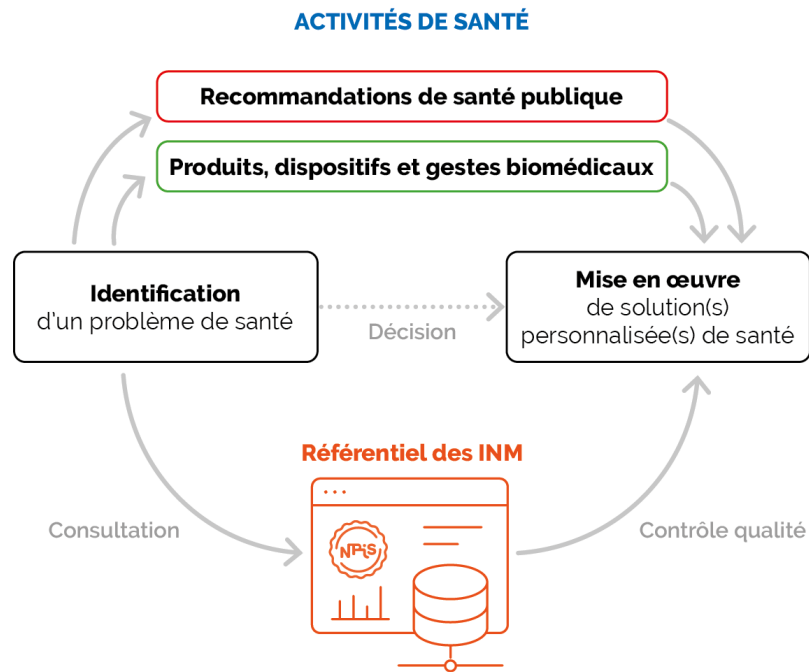 ACTIVITÉS DE SANTÉ
Recommandations de santé publique
Produits, dispositifs et gestes biomédicaux
Identification
d'un problème de santé
Décision
Mise en œuvre
de solution(s)
personnalisée(s) de santé
Référentiel des INM
Consultation
NPIS
Contrôle qualité